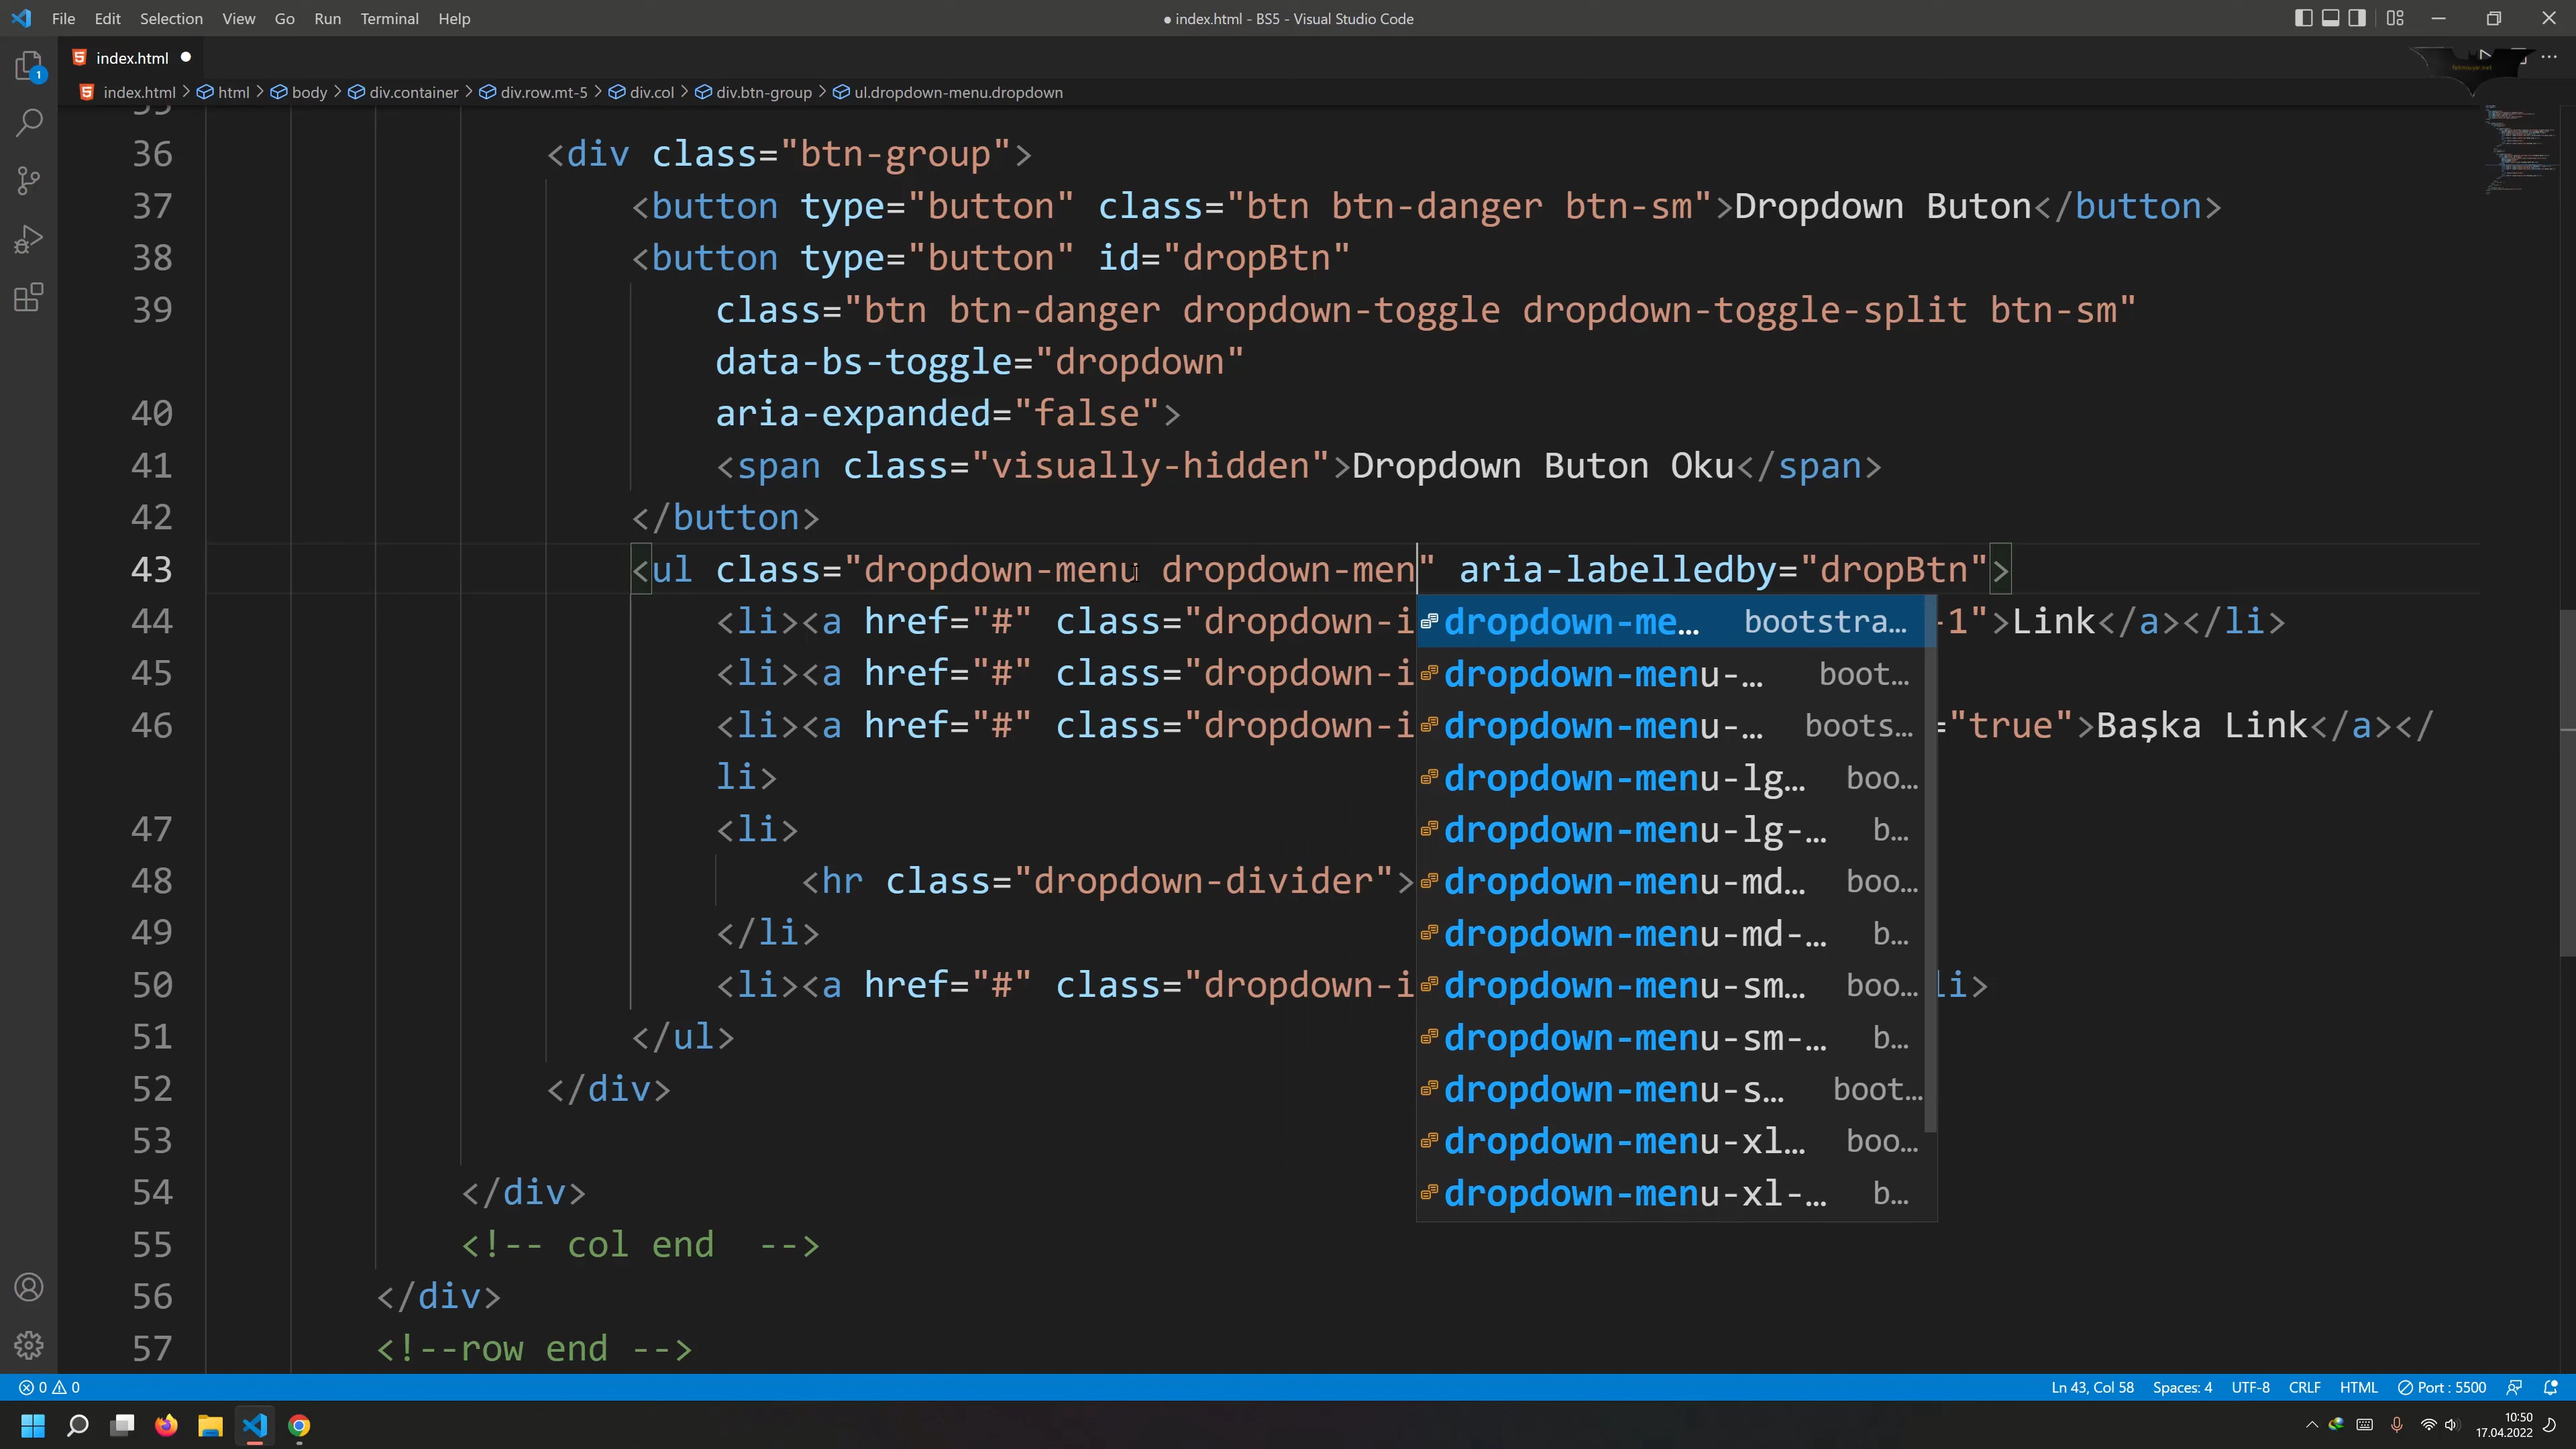 File Edit Selection View Go Run Terminal Help
● index.html - BS5 - Visual Studio Code
index.html ●
index.html > html > body > div.container > div.row.mt-5 > div.col > div.btn-group > ul.dropdown-menu.dropdown
36 <div class="btn-group">
37 <button type="button" class="btn btn-danger btn-sm">Dropdown Buton</button>
38 <button type="button" id="dropBtn"
39 class="btn btn-danger dropdown-toggle dropdown-toggle-split btn-sm"
data-bs-toggle="dropdown"
40 aria-expanded="false">
41 <span class="visually-hidden">Dropdown Buton Oku</span>
42 </button>
43 <ul class="dropdown-menu dropdown-men" aria-labelledby="dropBtn">
44 <li><a href="#" class="dropdown-i -1">Link</a></li>
dropdown-me… bootstra…
45 <li><a href="#" class="dropdown-i
dropdown-menu-… boot…
46 <li><a href="#" class="dropdown-i ="true">Başka Link</a></
dropdown-menu-… boots…
li>
dropdown-menu-lg… boo…
47 <li>
dropdown-menu-lg-… b…
48 <hr class="dropdown-divider">
dropdown-menu-md… boo…
49 </li>
dropdown-menu-md-… b…
50 <li><a href="#" class="dropdown-i li>
dropdown-menu-sm… boo…
51 </ul>
dropdown-menu-sm-… b…
52 </div>
dropdown-menu-s… boot…
53
dropdown-menu-xl… boo…
54 </div>
dropdown-menu-xl-… b…
55 <!-- col end  -->
56 </div>
57 <!--row end -->
0 0 Ln 43, Col 58 Spaces: 4 UTF-8 CRLF HTML Port : 5500
10:50
17.04.2022